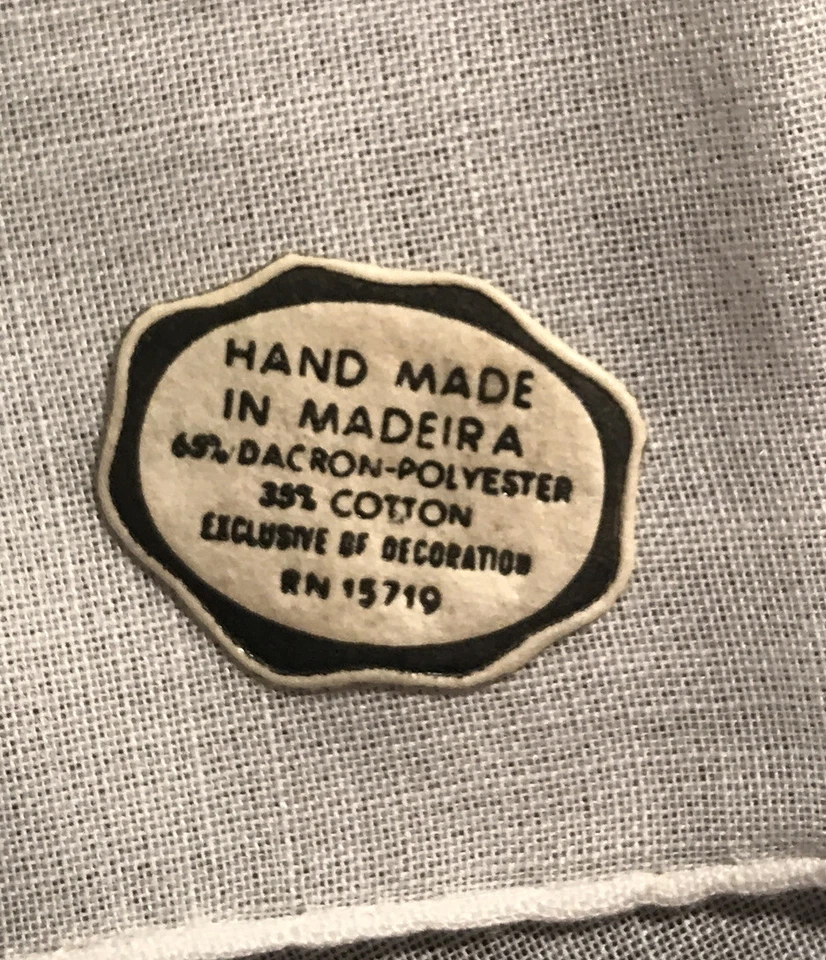 HAND MADE
IN MADEIRA
65% DACRON-POLYESTER
35% COTTON
EXCLUSIVE OF DECORATION
RN 15719